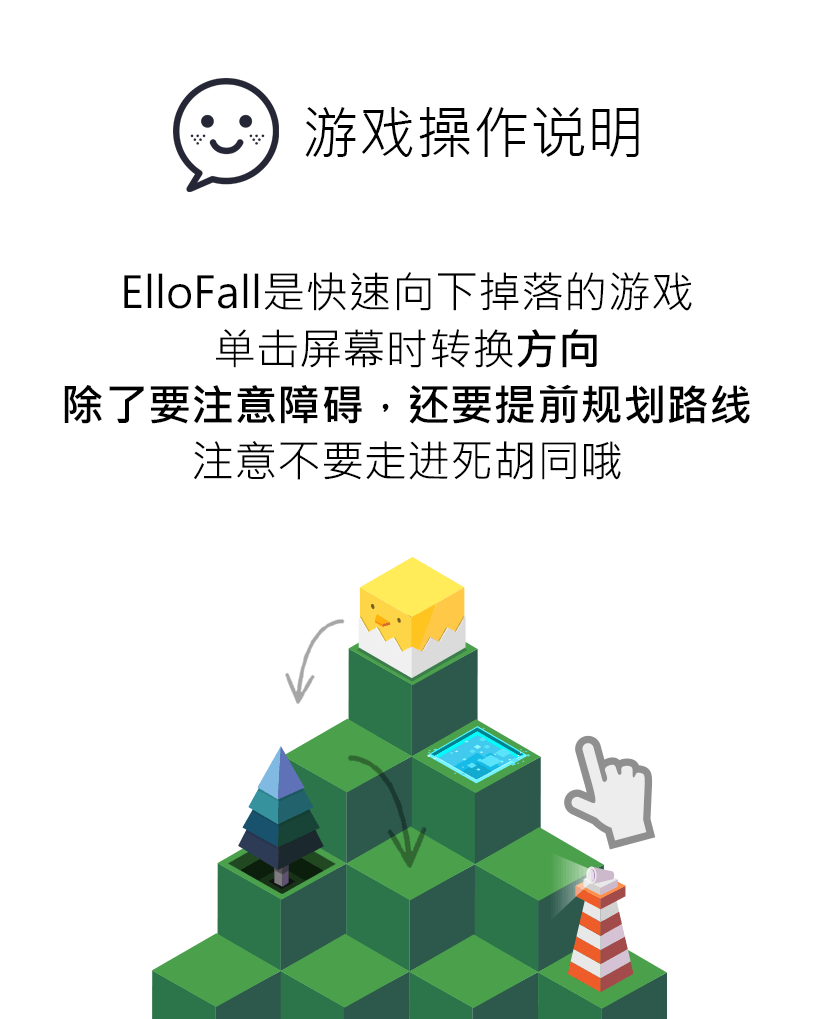 游戏操作说明
ElloFall是快速向下掉落的游戏
单击屏幕时转换方向
除了要注意障碍，还要提前规划路线
注意不要走进死胡同哦